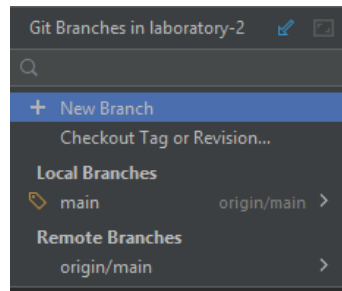 Git Branches in laboratory-2
+ New Branch
Checkout Tag or Revision...
Local Branches
main origin/main >
Remote Branches
origin/main >